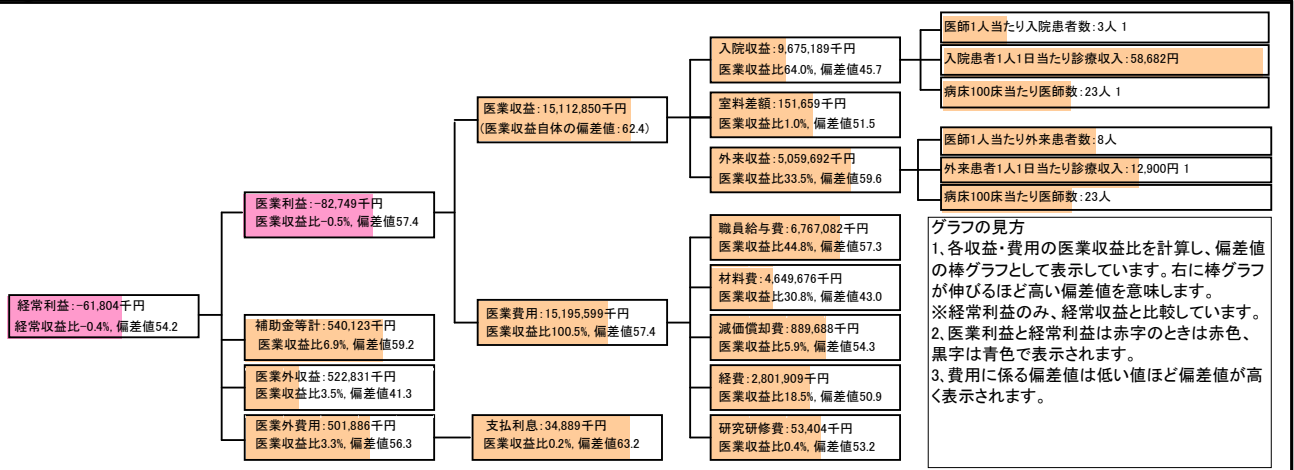 経常利益:-61,804千円
経常収益比-0.4%, 偏差値54.2
医業利益:-82,749千円
医業収益比-0.5%, 偏差値57.4
補助金等計:540,123千円
医業収益比6.9%, 偏差値59.2
医業外収益:522,831千円
医業収益比3.5%, 偏差値41.3
医業外費用:501,886千円
医業収益比3.3%, 偏差値56.3
医業収益:15,112,850千円
(医業収益自体の偏差値:62.4)
医業費用:15,195,599千円
医業収益比100.5%, 偏差値57.4
支払利息:34,889千円
医業収益比0.2%, 偏差値63.2
入院収益:9,675,189千円
医業収益比64.0%, 偏差値45.7
室料差額:151,659千円
医業収益比1.0%, 偏差値51.5
外来収益:5,059,692千円
医業収益比33.5%, 偏差値59.6
職員給与費:6,767,082千円
医業収益比44.8%, 偏差値57.3
材料費:4,649,676千円
医業収益比30.8%, 偏差値43.0
減価償却費:889,688千円
医業収益比5.9%, 偏差値54.3
経費:2,801,909千円
医業収益比18.5%, 偏差値50.9
研究研修費:53,404千円
医業収益比0.4%, 偏差値53.2
医師1人当たり入院患者数:3人 1
入院患者1人1日当たり診療収入:58,682円
病床100床当たり医師数:23人 1
医師1人当たり外来患者数:8人
外来患者1人1日当たり診療収入:12,900円 1
病床100床当たり医師数:23人
グラフの見方
1、各収益・費用の医業収益比を計算し、偏差値
の棒グラフとして表示しています。右に棒グラフ
が伸びるほど高い偏差値を意味します。
※経常利益のみ、経常収益と比較しています。
2、医業利益と経常利益は赤字のときは赤色、
黒字は青色で表示されます。
3、費用に係る偏差値は低い値ほど偏差値が高
く表示されます。